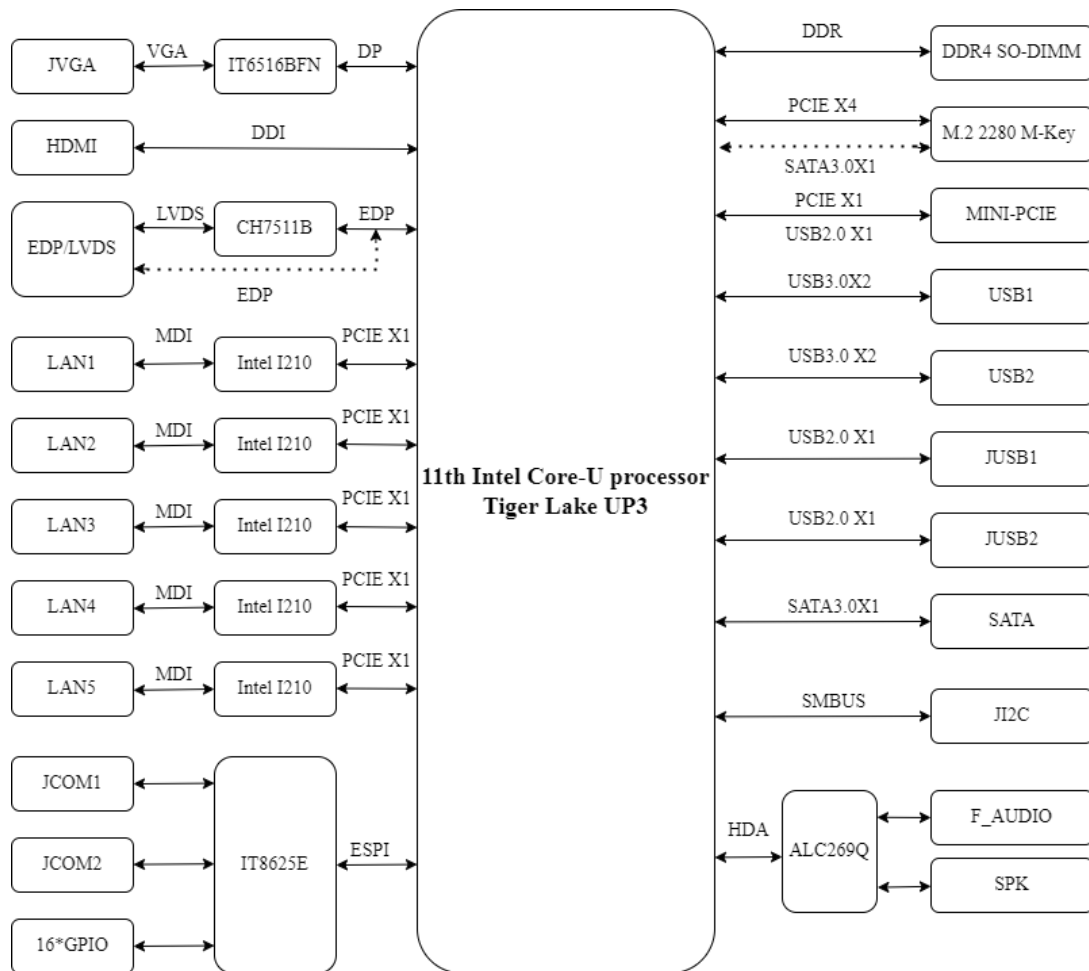 JVGA
VGA
IT6516BFN
DP
HDMI
DDI
EDP/LVDS
LVDS
CH7511B
EDP
EDP
LAN1
MDI
Intel I210
PCIE X1
LAN2
MDI
Intel I210
PCIE X1
LAN3
MDI
Intel I210
PCIE X1
LAN4
MDI
Intel I210
PCIE X1
LAN5
MDI
Intel I210
PCIE X1
JCOM1
JCOM2
16*GPIO
IT8625E
ESPI
11th Intel Core-U processor
Tiger Lake UP3
DDR
DDR4 SO-DIMM
PCIE X4
M.2 2280 M-Key
SATA3.0X1
PCIE X1
MINI-PCIE
USB2.0 X1
USB3.0X2
USB1
USB3.0 X2
USB2
USB2.0 X1
JUSB1
USB2.0 X1
JUSB2
SATA3.0X1
SATA
SMBUS
JI2C
HDA
ALC269Q
F_AUDIO
SPK